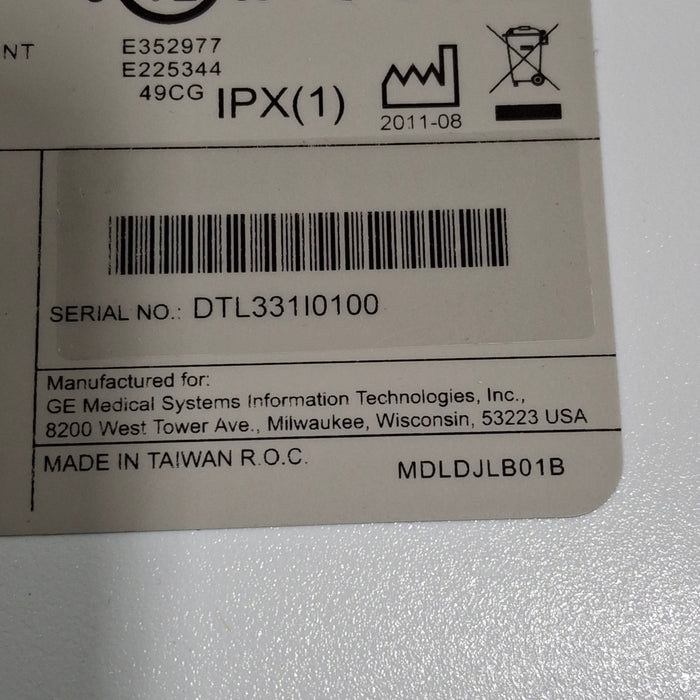 NT
E352977
E225344
49CG
IPX(1)
2011-08
SERIAL NO.: DTL331I0100
Manufactured for:
GE Medical Systems Information Technologies, Inc.,
8200 West Tower Ave., Milwaukee, Wisconsin, 53223 USA
MADE IN TAIWAN R.O.C.
MDLDJLB01B